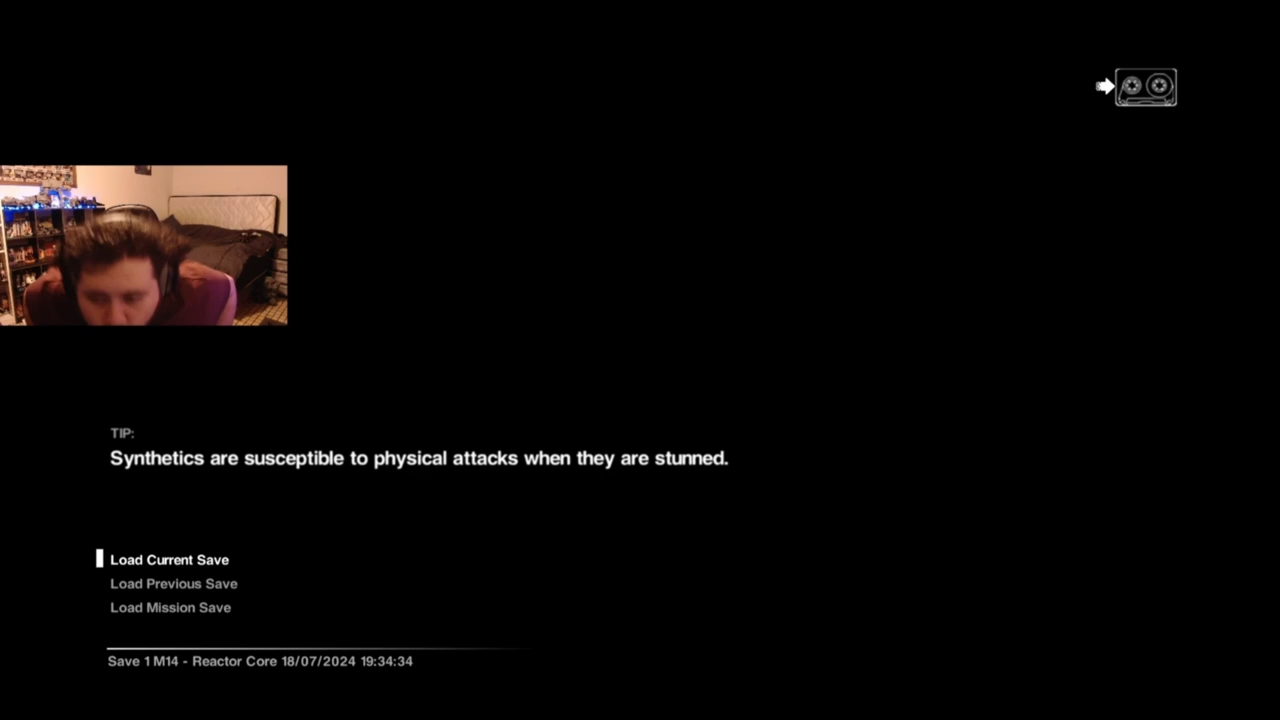 TIP:
Synthetics are susceptible to physical attacks when they are stunned.
Load Current Save
Load Previous Save
Load Mission Save
Save 1 M14 - Reactor Core 18/07/2024 19:34:34